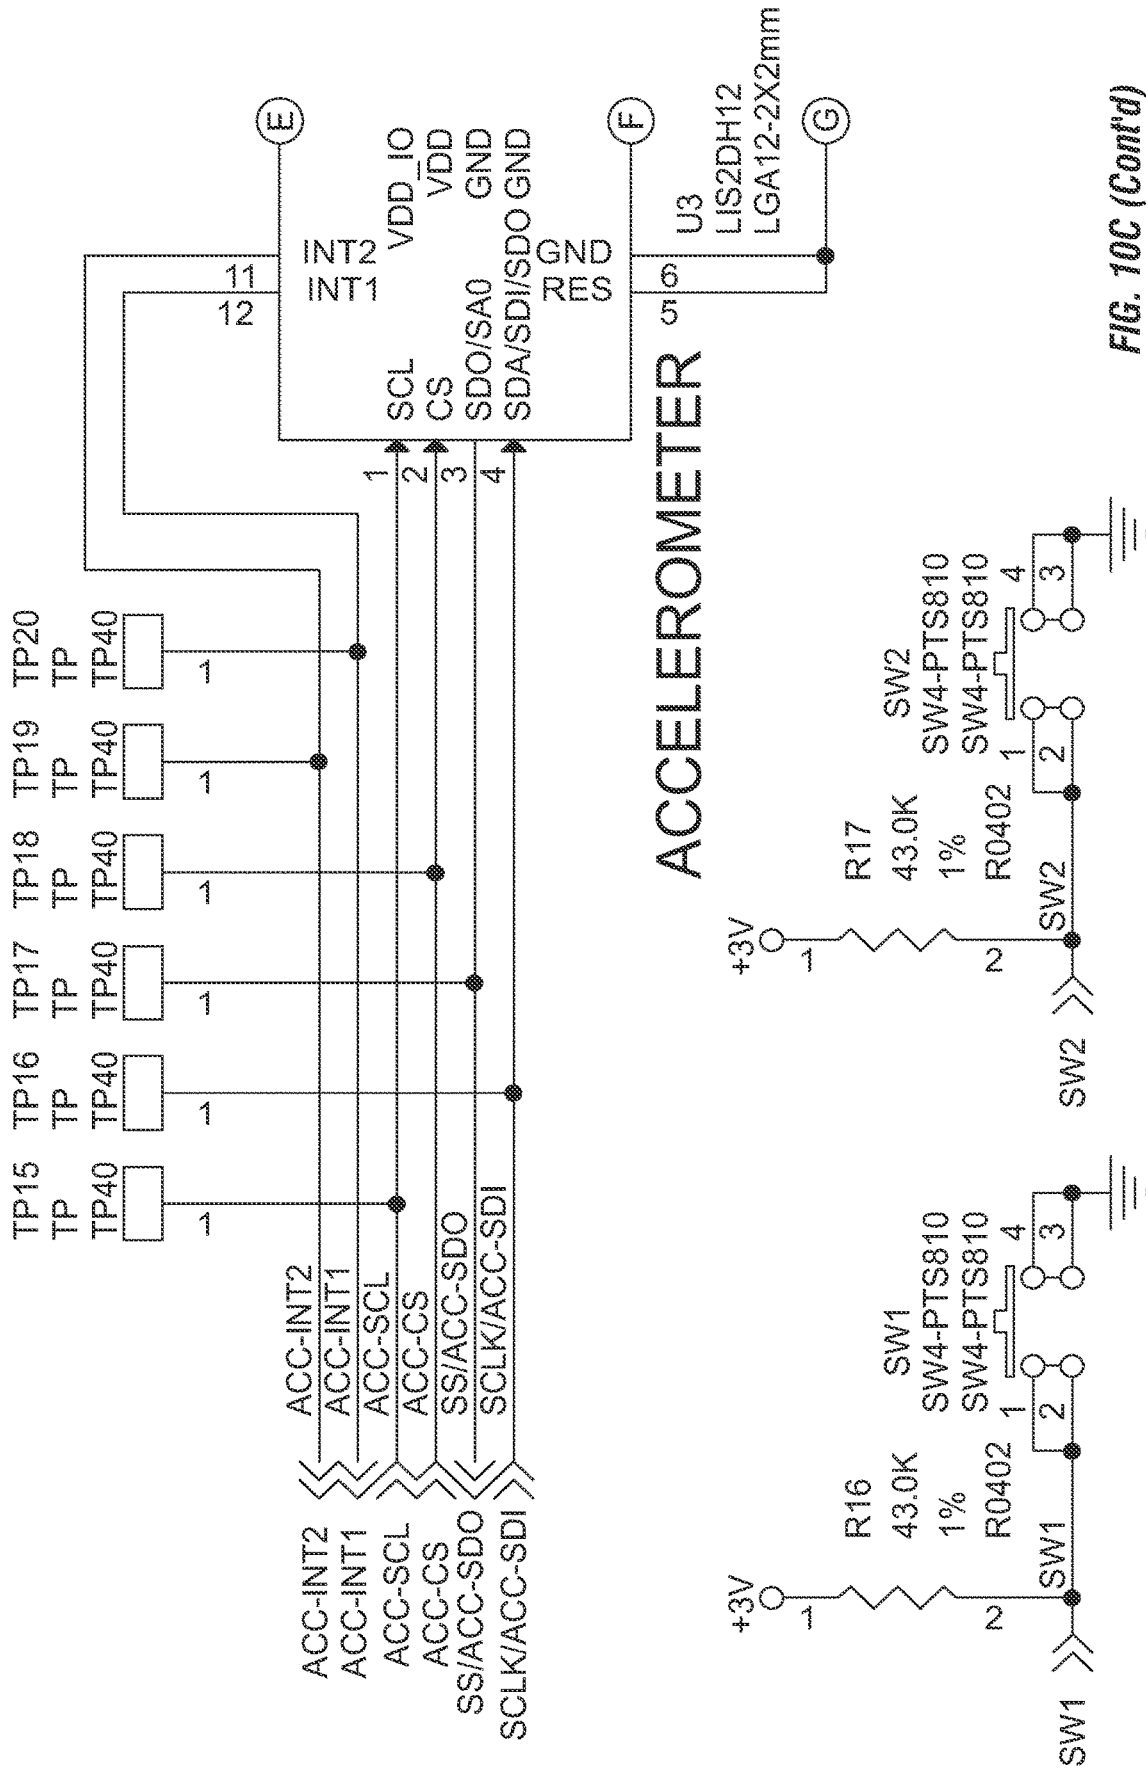 TP15
TP
TP40
1
TP16
TP
TP40
1
TP17
TP
TP40
1
TP18
TP
TP40
1
TP19
TP
TP40
1
TP20
TP
TP40
1
ACC-INT2
ACC-INT1
ACC-SCL
ACC-CS
SS/ACC-SDO
SCLK/ACC-SDI
ACC-INT2
ACC-INT1
ACC-SCL
ACC-CS
SS/ACC-SDO
SCLK/ACC-SDI
11
12
1
2
3
4
INT2
INT1
SCL
CS
SDO/SA0
SDA/SDI/SDO
VDD_IO
VDD
GND
GND
GND
RES
6
5
E
F
G
U3
LIS2DH12
LGA12-2X2mm
ACCELEROMETER
+3V
1
2
R16
43.0K
1%
R0402
SW1
SW1
SW1
SW4-PTS810
SW4-PTS810
1
2
4
3
+3V
1
2
R17
43.0K
1%
R0402
SW2
SW2
SW2
SW4-PTS810
SW4-PTS810
1
2
4
3
FIG. 10C (Cont'd)